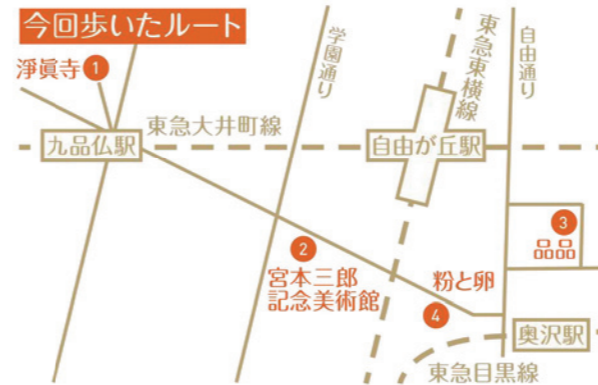 今回歩いたルート
淨眞寺 1
九品仏駅
東急大井町線
学園通り
東急東横線
自由通り
自由が丘駅
2
宮本三郎
記念美術館
3
品品
粉と卵
4
奥沢駅
東急目黒線